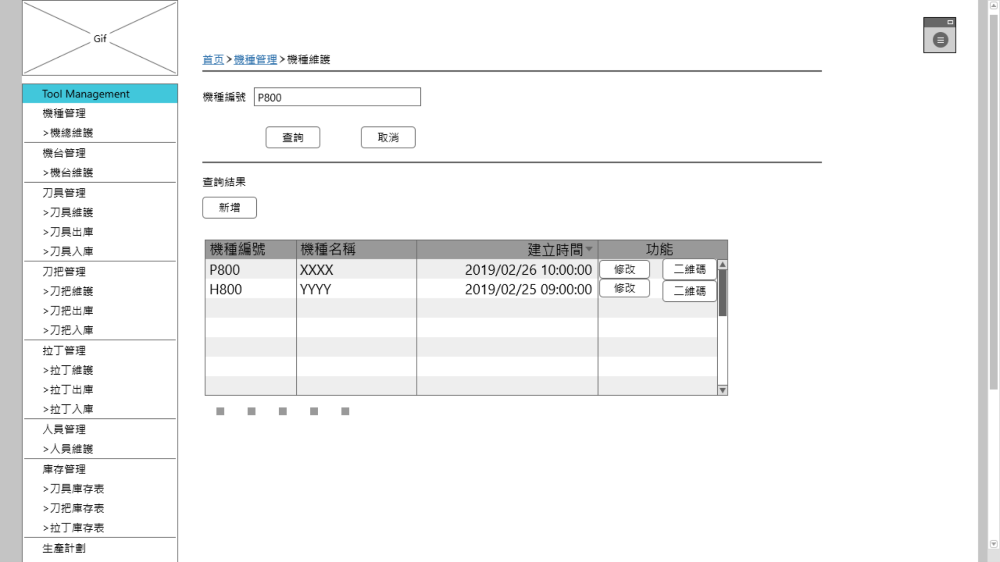 Gif
首页>機種管理>機種維護
Tool Management
機種管理
>機總維護
機台管理
>機台維護
刀具管理
>刀具維護
>刀具出庫
>刀具入庫
刀把管理
>刀把維護
>刀把出庫
>刀把入庫
拉丁管理
>拉丁維護
>拉丁出庫
>拉丁入庫
人員管理
>人員維護
庫存管理
>刀具庫存表
>刀把庫存表
>拉丁庫存表
生產計劃
機種編號 P800
查詢 取消
查詢結果
新增
機種編號 機種名稱 建立時間 功能
P800 XXXX 2019/02/26 10:00:00 修改 二維碼
H800 YYYY 2019/02/25 09:00:00 修改 二維碼